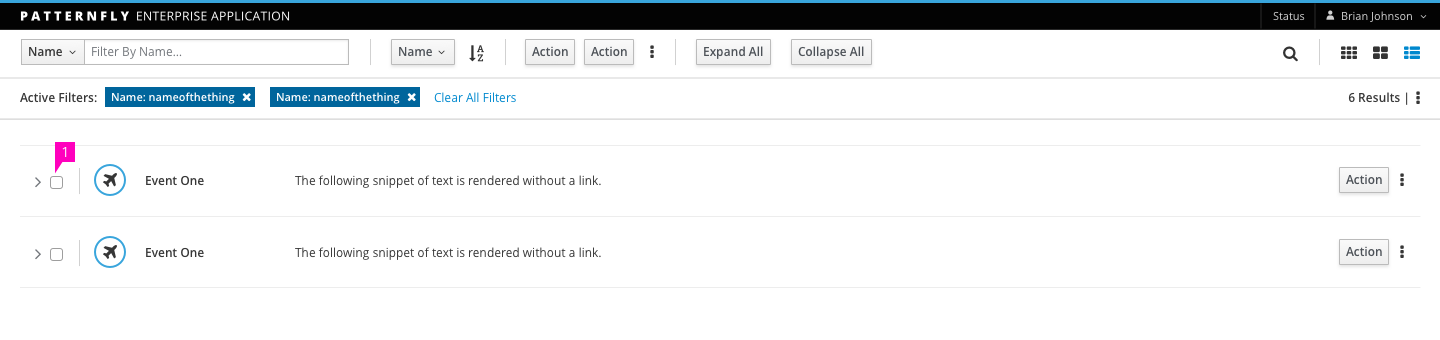 PATTERNFLY ENTERPRISE APPLICATION Status Brian Johnson
Name Filter By Name... Name A Z Action Action Expand All Collapse All
Active Filters: Name: nameofthething Name: nameofthething Clear All Filters 6 Results |
1
Event One The following snippet of text is rendered without a link. Action
Event One The following snippet of text is rendered without a link. Action